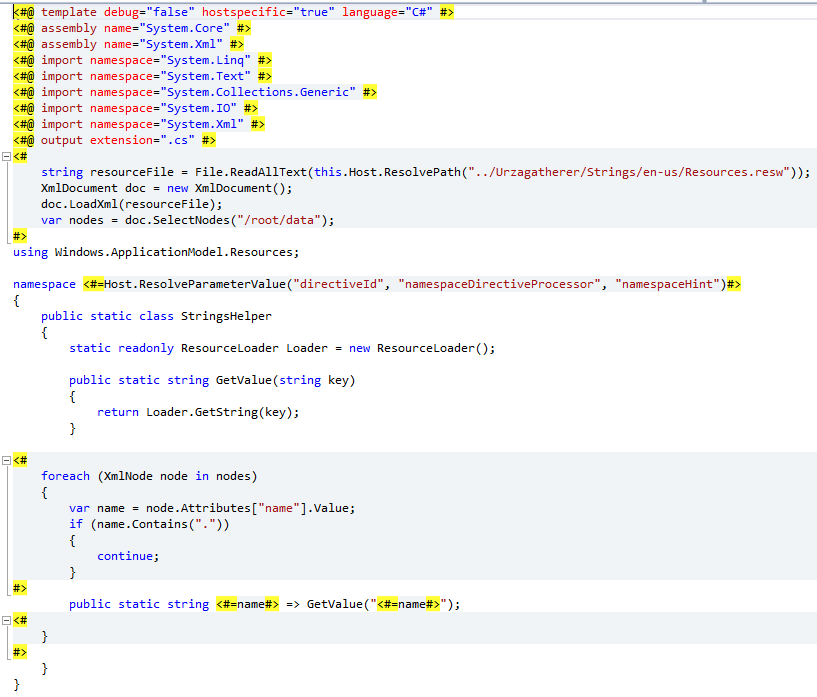 <#@ template debug="false" hostspecific="true" language="C#" #>
<#@ assembly name="System.Core" #>
<#@ assembly name="System.Xml" #>
<#@ import namespace="System.Linq" #>
<#@ import namespace="System.Text" #>
<#@ import namespace="System.Collections.Generic" #>
<#@ import namespace="System.IO" #>
<#@ import namespace="System.Xml" #>
<#@ output extension=".cs" #>
<#
    string resourceFile = File.ReadAllText(this.Host.ResolvePath("../Urzagatherer/Strings/en-us/Resources.resw"));
    XmlDocument doc = new XmlDocument();
    doc.LoadXml(resourceFile);
    var nodes = doc.SelectNodes("/root/data");
#>
using Windows.ApplicationModel.Resources;

namespace <#=Host.ResolveParameterValue("directiveId", "namespaceDirectiveProcessor", "namespaceHint")#>
{
    public static class StringsHelper
    {
        static readonly ResourceLoader Loader = new ResourceLoader();

        public static string GetValue(string key)
        {
            return Loader.GetString(key);
        }

<#
    foreach (XmlNode node in nodes)
    {
        var name = node.Attributes["name"].Value;
        if (name.Contains("."))
        {
            continue;
        }
#>
        public static string <#=name#> => GetValue("<#=name#>");
<#
    }
#>
    }
}